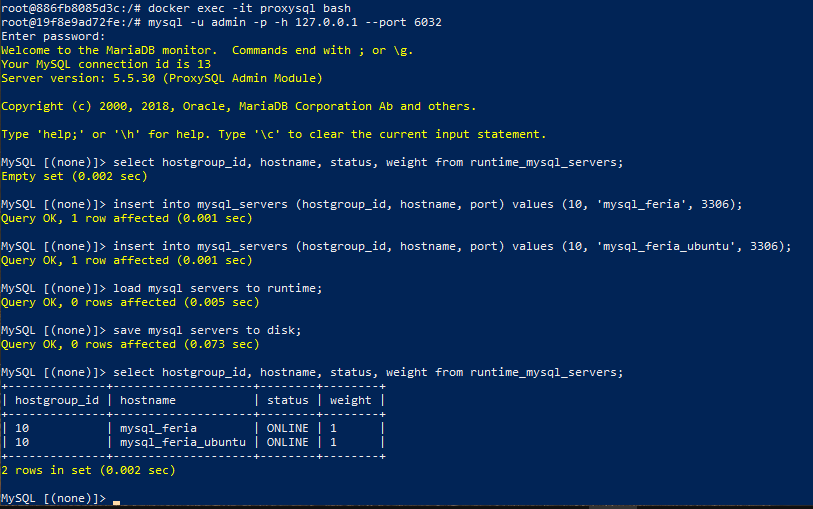 root@886fb8085d3c:/# docker exec -it proxysql bash
root@19f8e9ad72fe:/# mysql -u admin -p -h 127.0.0.1 --port 6032
Enter password:
Welcome to the MariaDB monitor.  Commands end with ; or \g.
Your MySQL connection id is 13
Server version: 5.5.30 (ProxySQL Admin Module)
Copyright (c) 2000, 2018, Oracle, MariaDB Corporation Ab and others.
Type 'help;' or '\h' for help. Type '\c' to clear the current input statement.
MySQL [(none)]> select hostgroup_id, hostname, status, weight from runtime_mysql_servers;
Empty set (0.002 sec)
MySQL [(none)]> insert into mysql_servers (hostgroup_id, hostname, port) values (10, 'mysql_feria', 3306);
Query OK, 1 row affected (0.001 sec)
MySQL [(none)]> insert into mysql_servers (hostgroup_id, hostname, port) values (10, 'mysql_feria_ubuntu', 3306);
Query OK, 1 row affected (0.001 sec)
MySQL [(none)]> load mysql servers to runtime;
Query OK, 0 rows affected (0.005 sec)
MySQL [(none)]> save mysql servers to disk;
Query OK, 0 rows affected (0.073 sec)
MySQL [(none)]> select hostgroup_id, hostname, status, weight from runtime_mysql_servers;
+--------------+--------------------+--------+--------+
| hostgroup_id | hostname           | status | weight |
+--------------+--------------------+--------+--------+
| 10           | mysql_feria        | ONLINE | 1      |
| 10           | mysql_feria_ubuntu | ONLINE | 1      |
+--------------+--------------------+--------+--------+
2 rows in set (0.002 sec)
MySQL [(none)]>